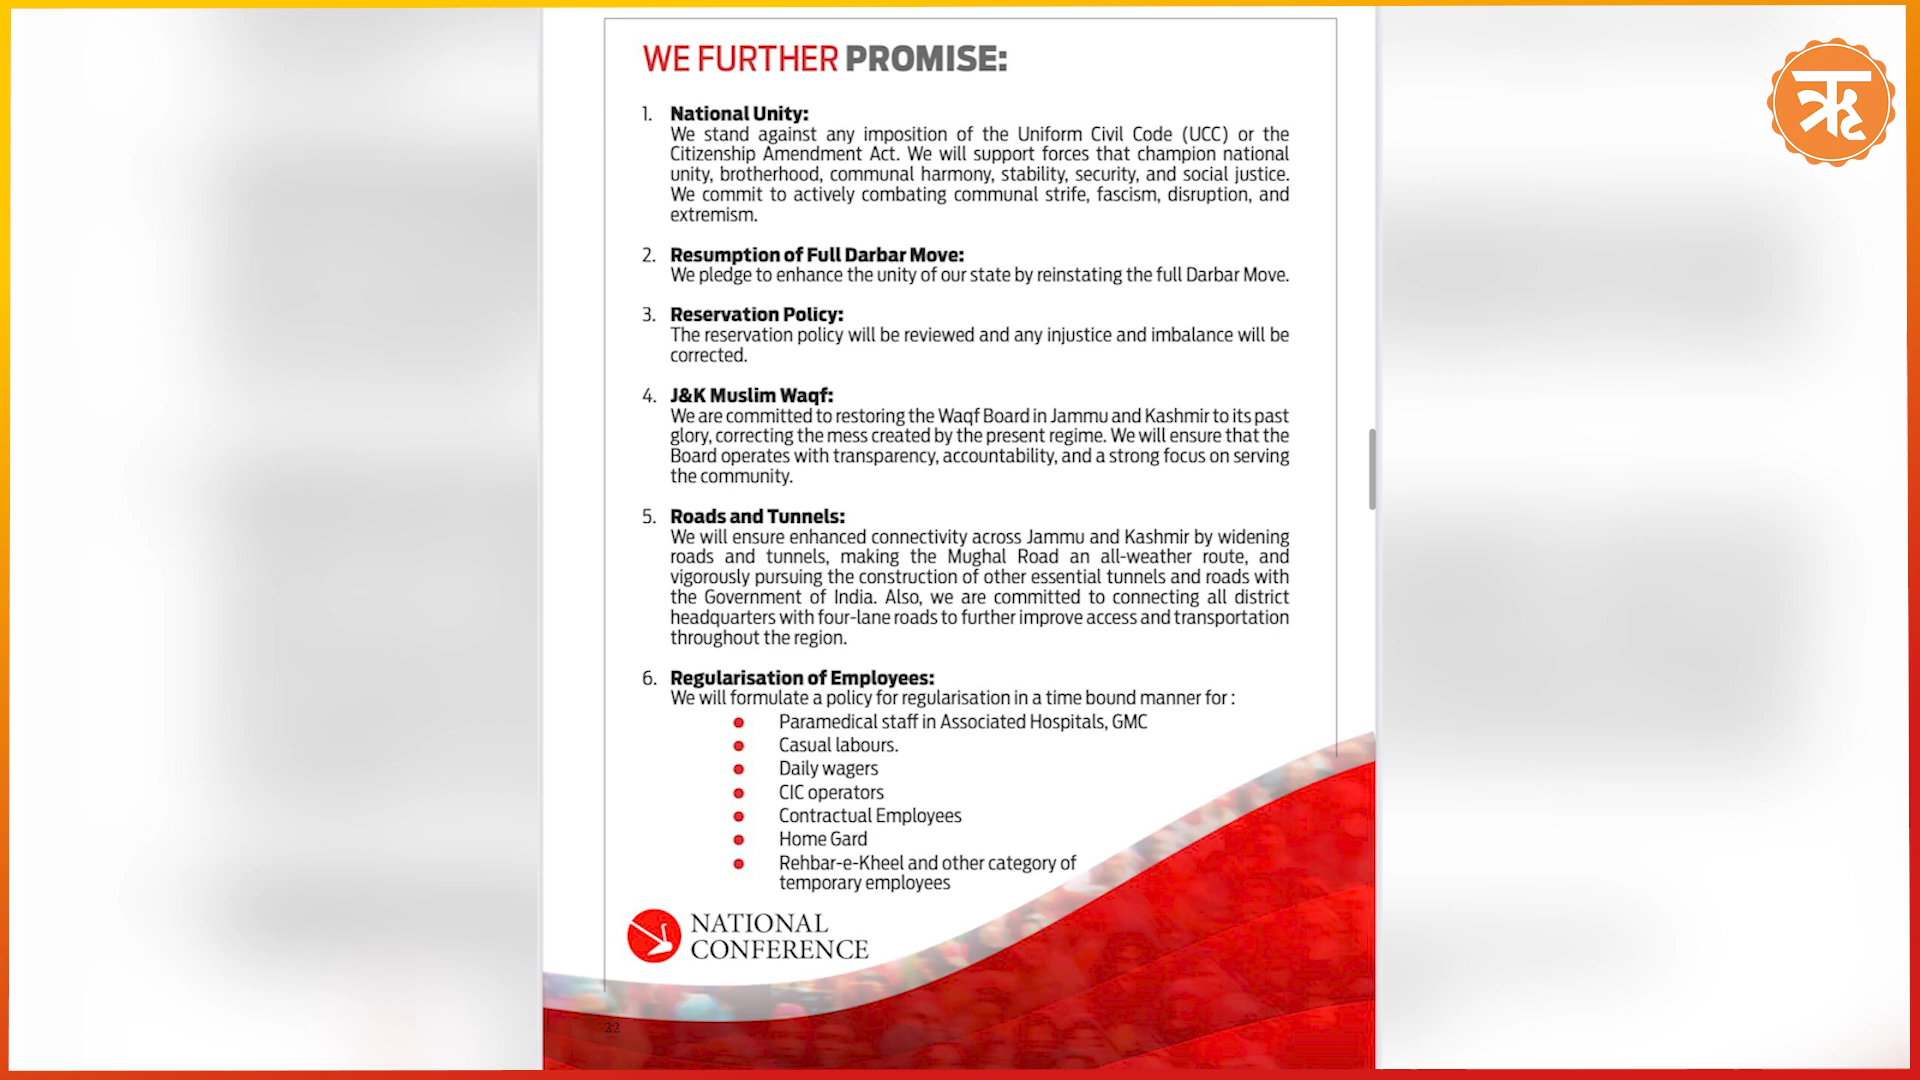 WE FURTHER PROMISE:
1. National Unity:
We stand against any imposition of the Uniform Civil Code (UCC) or the
Citizenship Amendment Act. We will support forces that champion national
unity, brotherhood, communal harmony, stability, security, and social justice.
We commit to actively combating communal strife, fascism, disruption, and
extremism.
2. Resumption of Full Darbar Move:
We pledge to enhance the unity of our state by reinstating the full Darbar Move.
3. Reservation Policy:
The reservation policy will be reviewed and any injustice and imbalance will be
corrected.
4. J&K Muslim Waqf:
We are committed to restoring the Waqf Board in Jammu and Kashmir to its past
glory, correcting the mess created by the present regime. We will ensure that the
Board operates with transparency, accountability, and a strong focus on serving
the community.
5. Roads and Tunnels:
We will ensure enhanced connectivity across Jammu and Kashmir by widening
roads and tunnels, making the Mughal Road an all-weather route, and
vigorously pursuing the construction of other essential tunnels and roads with
the Government of India. Also, we are committed to connecting all district
headquarters with four-lane roads to further improve access and transportation
throughout the region.
6. Regularisation of Employees:
We will formulate a policy for regularisation in a time bound manner for :
● Paramedical staff in Associated Hospitals, GMC
● Casual labours.
● Daily wagers
● CIC operators
● Contractual Employees
● Home Gard
● Rehbar-e-Kheel and other category of
temporary employees
NATIONAL
CONFERENCE
22
ऋ